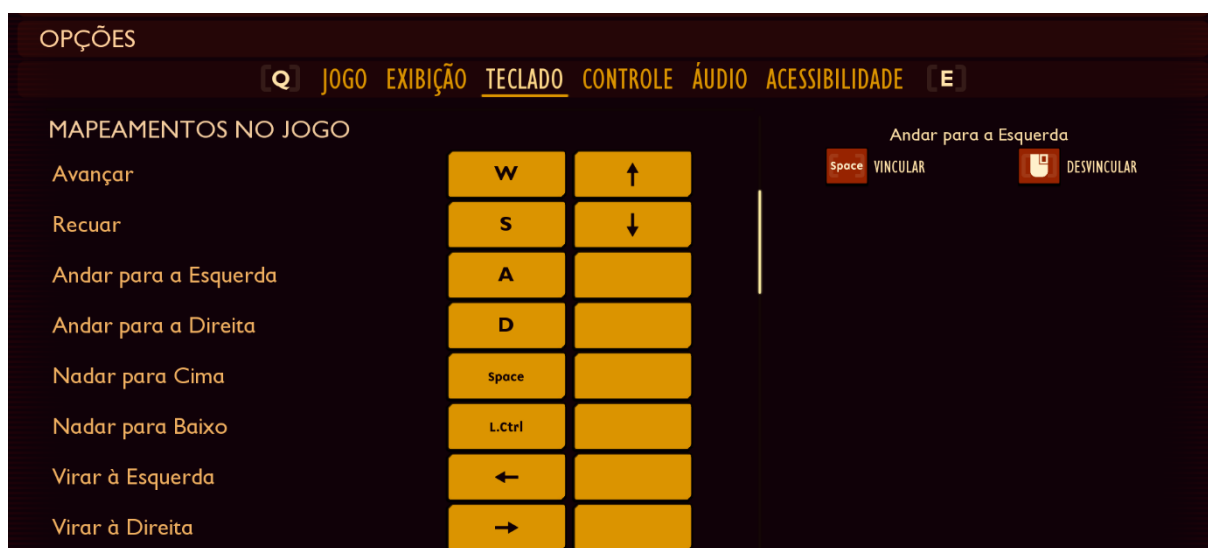 OPÇÕES
[Q] JOGO EXIBIÇÃO TECLADO CONTROLE ÁUDIO ACESSIBILIDADE [E]
MAPEAMENTOS NO JOGO
Avançar W ↑
Recuar S ↓
Andar para a Esquerda A
Andar para a Direita D
Nadar para Cima Space
Nadar para Baixo L.Ctrl
Virar à Esquerda ←
Virar à Direita →
Andar para a Esquerda
Space VINCULAR DESVINCULAR